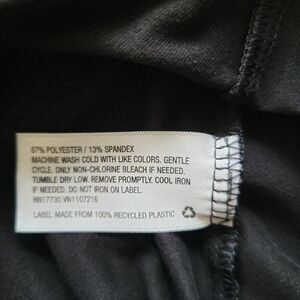 87% POLYESTER / 13% SPANDEX
MACHINE WASH COLD WITH LIKE COLORS. GENTLE
CYCLE. ONLY NON-CHLORINE BLEACH IF NEEDED.
TUMBLE DRY LOW. REMOVE PROMPTLY. COOL IRON
IF NEEDED. DO NOT IRON ON LABEL.
RN17730 VN1107216
LABEL MADE FROM 100% RECYCLED PLASTIC